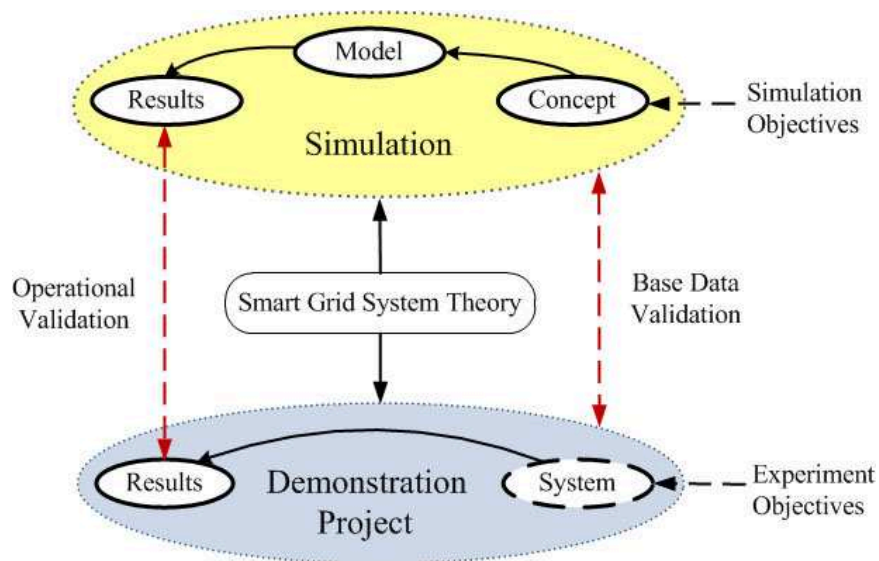 Model
Results
Concept
Simulation
Objectives
Simulation
Operational
Validation
Smart Grid System Theory
Base Data
Validation
Results
Demonstration
Project
System
Experiment
Objectives